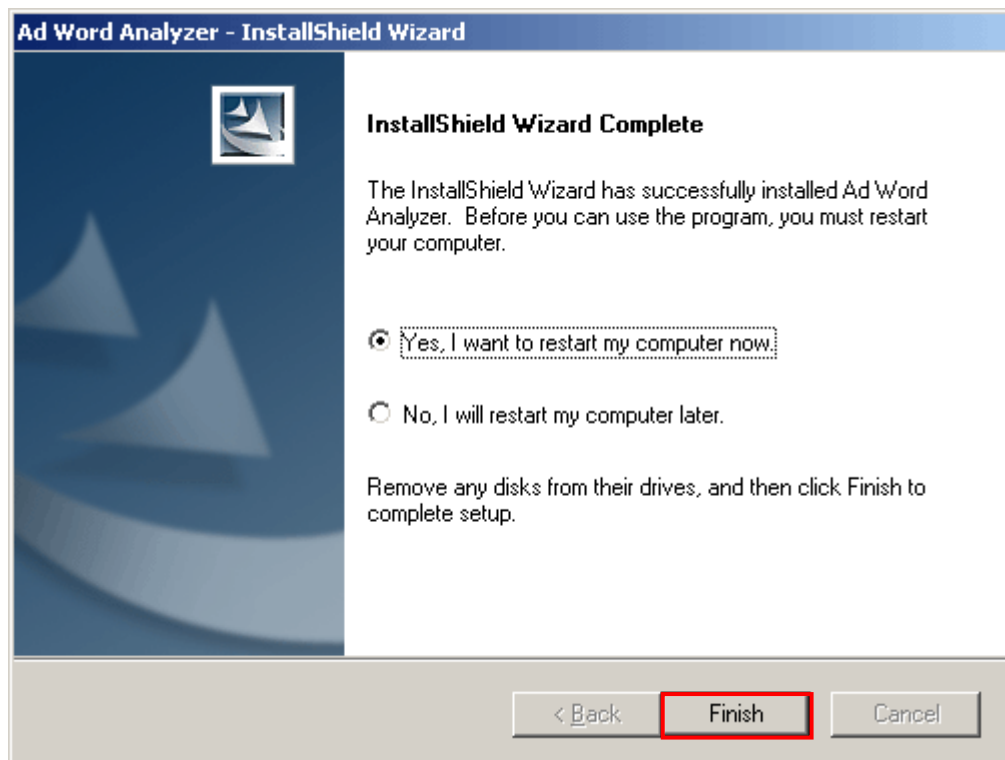 Ad Word Analyzer - InstallShield Wizard
InstallShield Wizard Complete
The InstallShield Wizard has successfully installed Ad Word
Analyzer.  Before you can use the program, you must restart
your computer.
Yes, I want to restart my computer now.
No, I will restart my computer later.
Remove any disks from their drives, and then click Finish to
complete setup.
< Back
Finish
Cancel